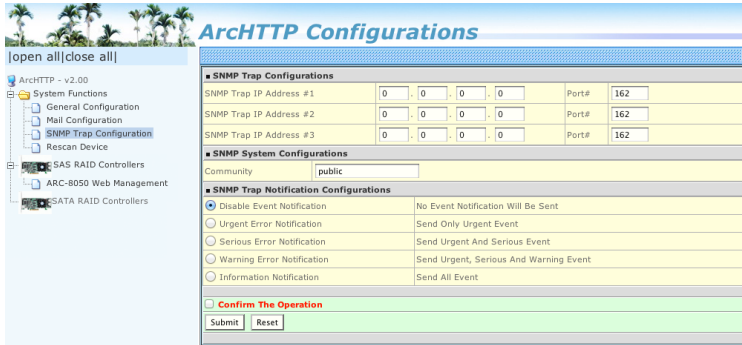 ArcHTTP Configurations
|open all|close all|
ArcHTTP - v2.00
System Functions
General Configuration
Mail Configuration
SNMP Trap Configuration
Rescan Device
SAS RAID Controllers
ARC-8050 Web Management
SATA RAID Controllers
SNMP Trap Configurations
SNMP Trap IP Address #1 0 . 0 . 0 . 0 Port# 162
SNMP Trap IP Address #2 0 . 0 . 0 . 0 Port# 162
SNMP Trap IP Address #3 0 . 0 . 0 . 0 Port# 162
SNMP System Configurations
Community public
SNMP Trap Notification Configurations
Disable Event Notification No Event Notification Will Be Sent
Urgent Error Notification Send Only Urgent Event
Serious Error Notification Send Urgent And Serious Event
Warning Error Notification Send Urgent, Serious And Warning Event
Information Notification Send All Event
Confirm The Operation
Submit Reset